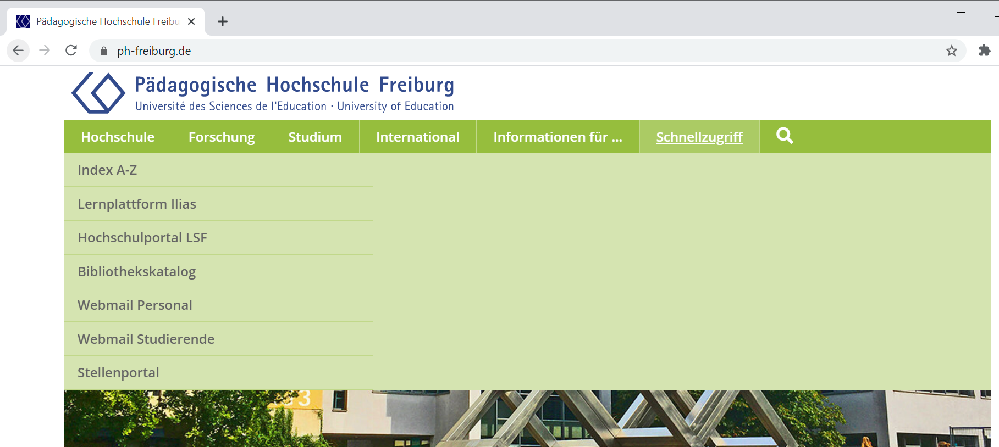 Pädagogische Hochschule Freibu
ph-freiburg.de
Pädagogische Hochschule Freiburg
Université des Sciences de l'Education · University of Education
Hochschule Forschung Studium International Informationen für ... Schnellzugriff
Index A-Z
Lernplattform Ilias
Hochschulportal LSF
Bibliothekskatalog
Webmail Personal
Webmail Studierende
Stellenportal
3